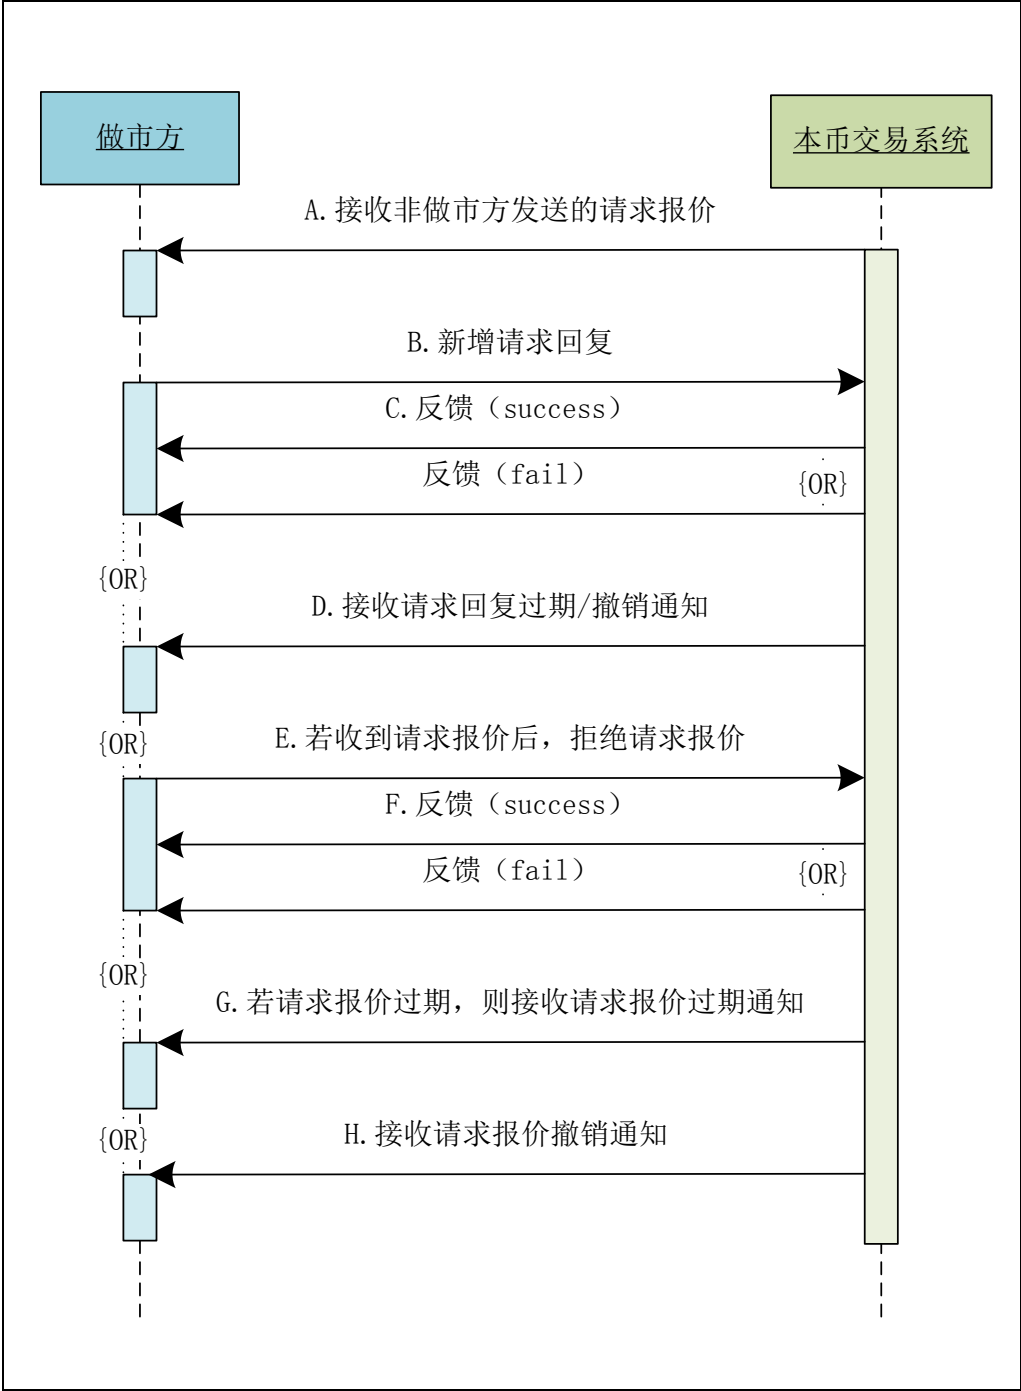 做市方
本币交易系统
A.接收非做市方发送的请求报价
B.新增请求回复
C.反馈（success）
反馈（fail）
{OR}
{OR}
D.接收请求回复过期/撤销通知
{OR}
E.若收到请求报价后，拒绝请求报价
F.反馈（success）
反馈（fail）
{OR}
{OR}
G.若请求报价过期，则接收请求报价过期通知
{OR}
H.接收请求报价撤销通知